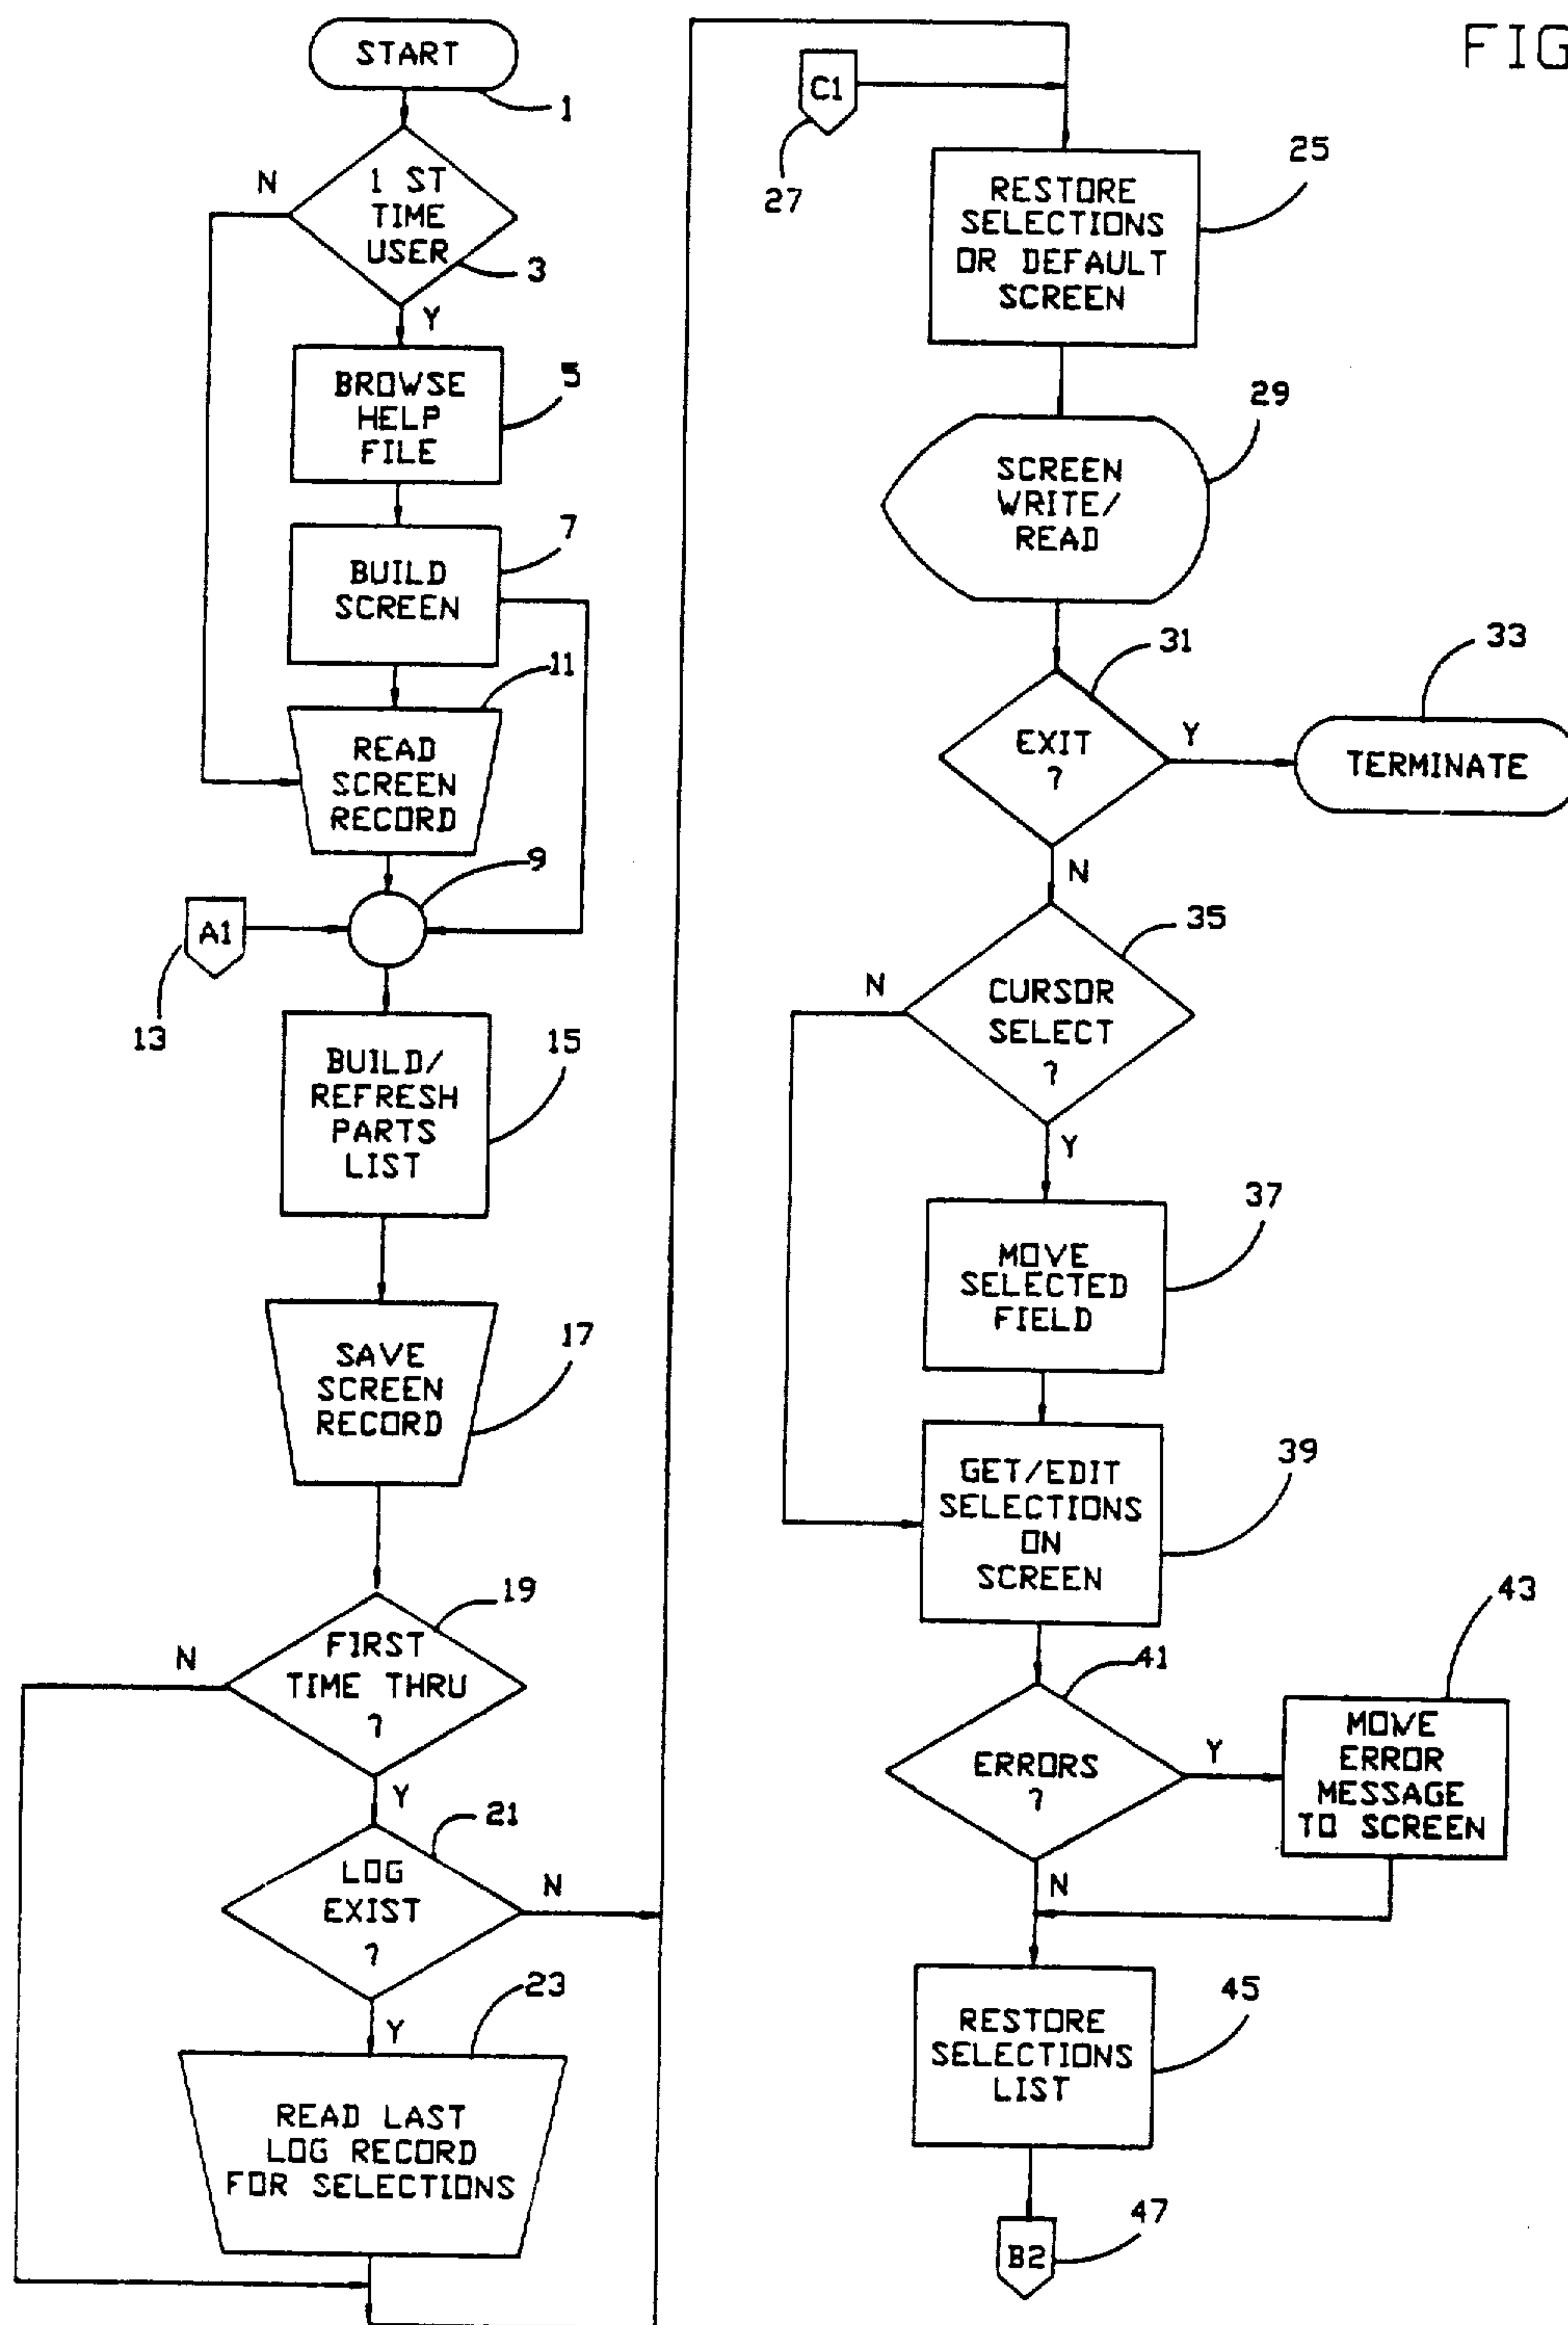 FIG
START
1
1 ST
TIME
USER
N
3
Y
BROWSE
HELP
FILE
5
BUILD
SCREEN
7
11
READ
SCREEN
RECORD
9
A1
13
BUILD/
REFRESH
PARTS
LIST
15
SAVE
SCREEN
RECORD
17
19
FIRST
TIME THRU
?
N
Y
21
LOG
EXIST
?
N
Y
23
READ LAST
LOG RECORD
FOR SELECTIONS
C1
27
25
RESTORE
SELECTIONS
OR DEFAULT
SCREEN
29
SCREEN
WRITE/
READ
31
EXIT
?
Y
33
TERMINATE
N
35
CURSOR
SELECT
?
N
Y
37
MOVE
SELECTED
FIELD
39
GET/EDIT
SELECTIONS
ON
SCREEN
41
ERRORS
?
Y
43
MOVE
ERROR
MESSAGE
TO SCREEN
N
45
RESTORE
SELECTIONS
LIST
47
B2